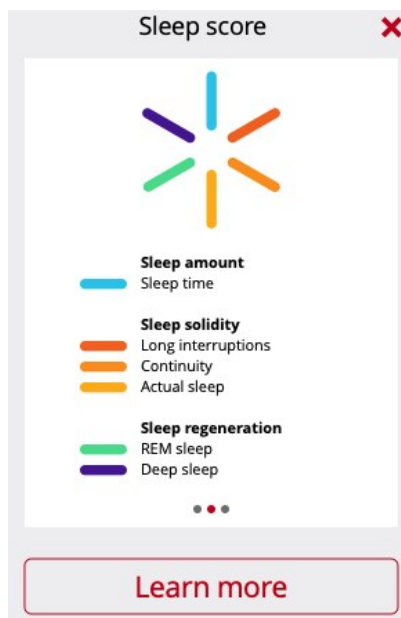 Sleep score
Sleep amount
Sleep time
Sleep solidity
Long interruptions
Continuity
Actual sleep
Sleep regeneration
REM sleep
Deep sleep
Learn more